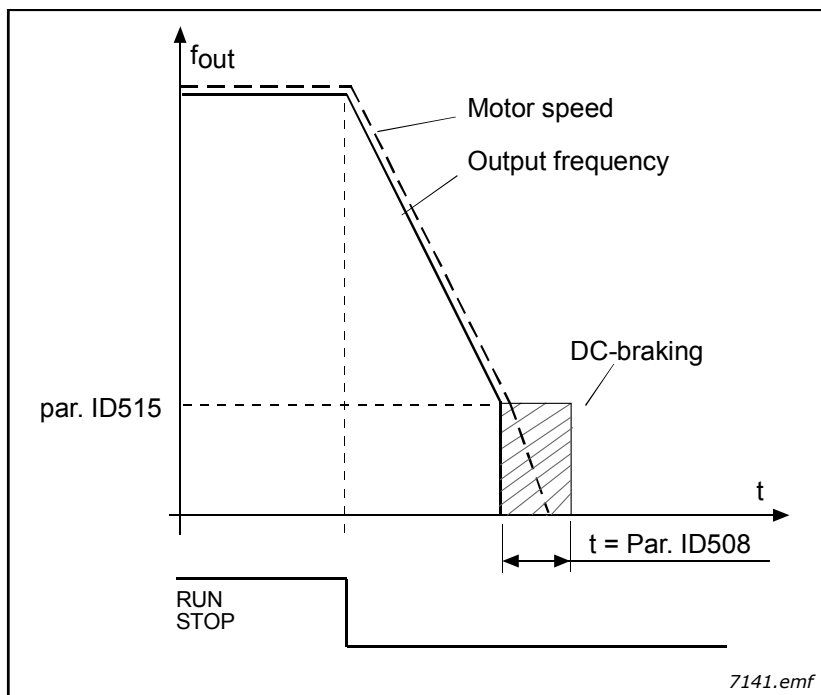 fout
Motor speed
Output frequency
DC-braking
par. ID515
t
t = Par. ID508
RUN
STOP
7141.emf